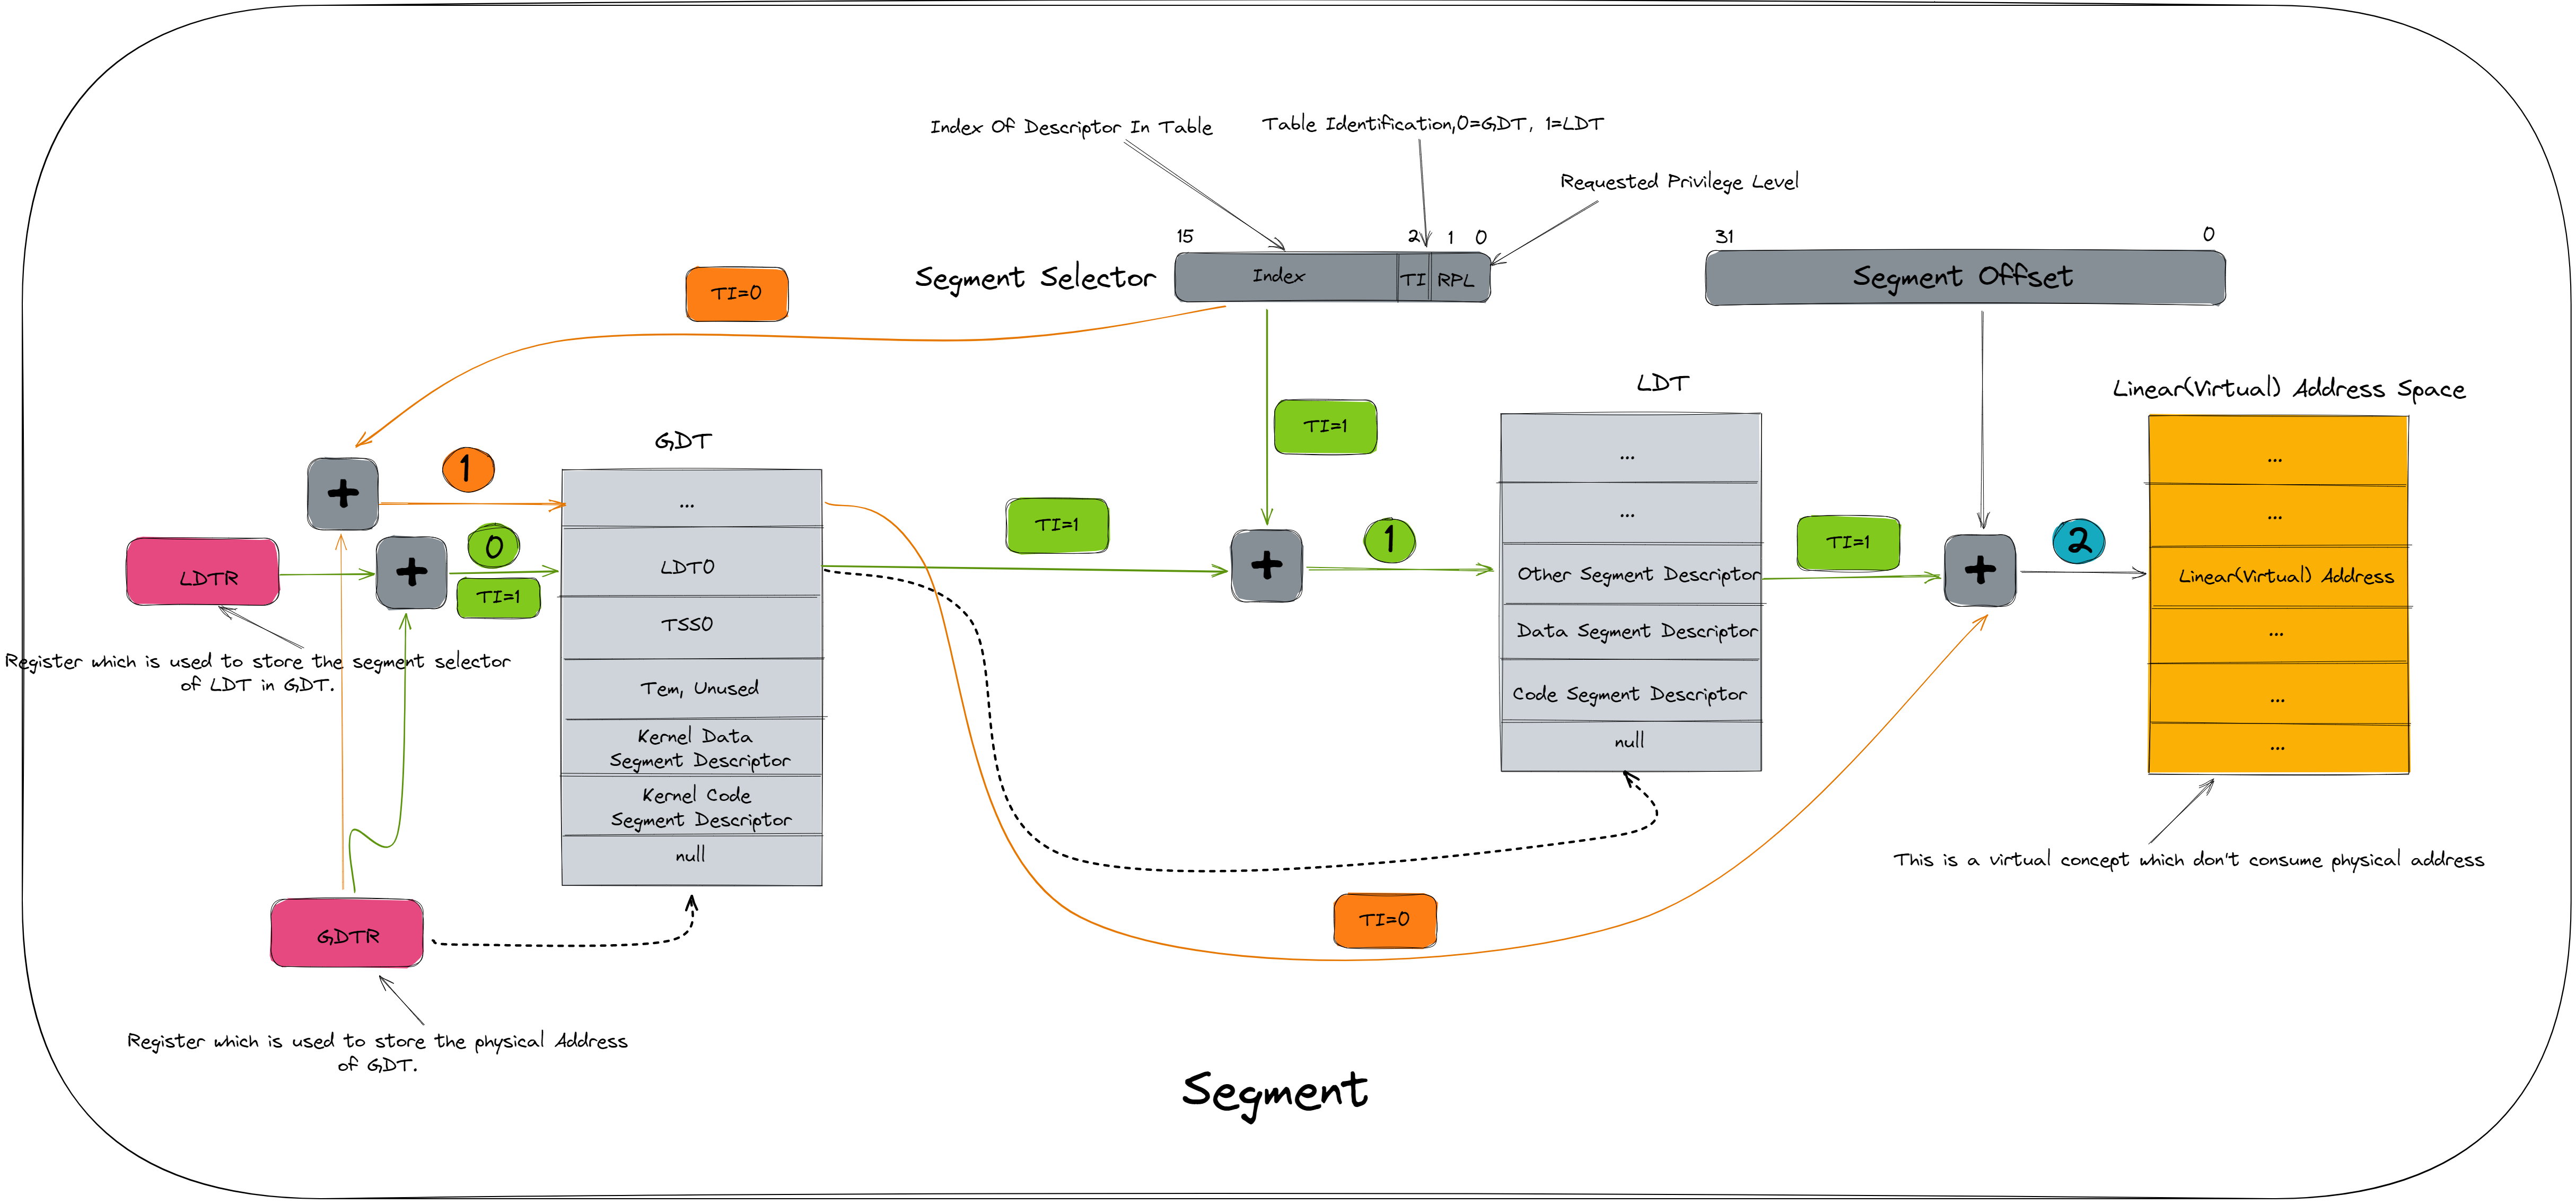 Index Of Descriptor In Table
Table Identification,0=GDT, 1=LDT
Requested Privilege Level
15
2
1
0
31
0
Segment Selector
Index
TI
RPL
Segment Offset
TI=0
TI=1
LDT
Linear(Virtual) Address Space
GDT
+
1
LDTR
+
0
TI=1
...
LDT0
TSS0
Tem, Unused
Kernel Data
Segment Descriptor
Kernel Code
Segment Descriptor
null
TI=1
+
1
...
...
Other Segment Descriptor
Data Segment Descriptor
Code Segment Descriptor
null
TI=1
+
2
...
...
Linear(Virtual) Address
...
...
...
Register which is used to store the segment selector
of LDT in GDT.
This is a virtual concept which don't consume physical address
GDTR
TI=0
Register which is used to store the physical Address
of GDT.
Segment